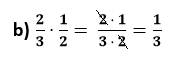 b) 2/3 · 1/2 = 2 · 1/3 · 2 = 1/3